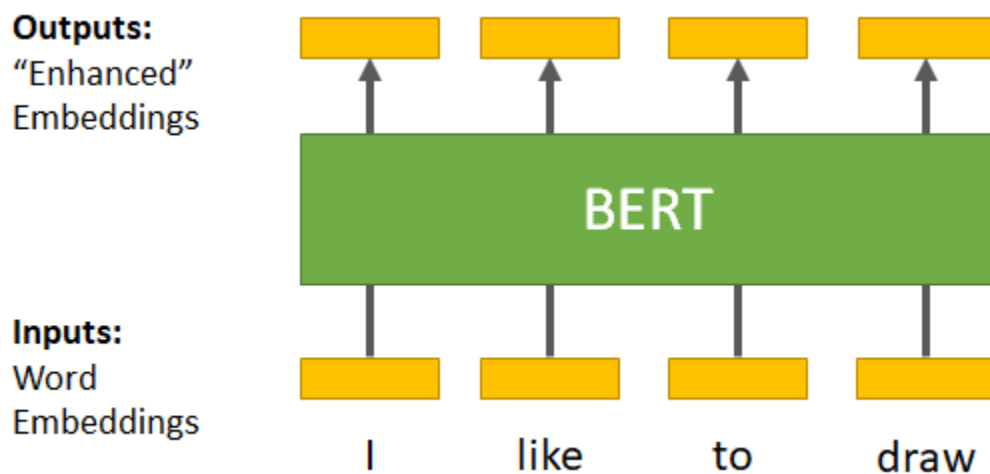 Outputs:
“Enhanced”
Embeddings
BERT
Inputs:
Word
Embeddings
I like to draw